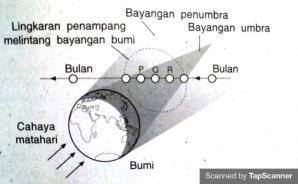 Bayangan penumbra
Lingkaran penampang
melintang bayangan bumi
Bayangan umbra
Bulan
P Q R
Bulan
Cahaya
matahari
Bumi
Scanned by TapScanner